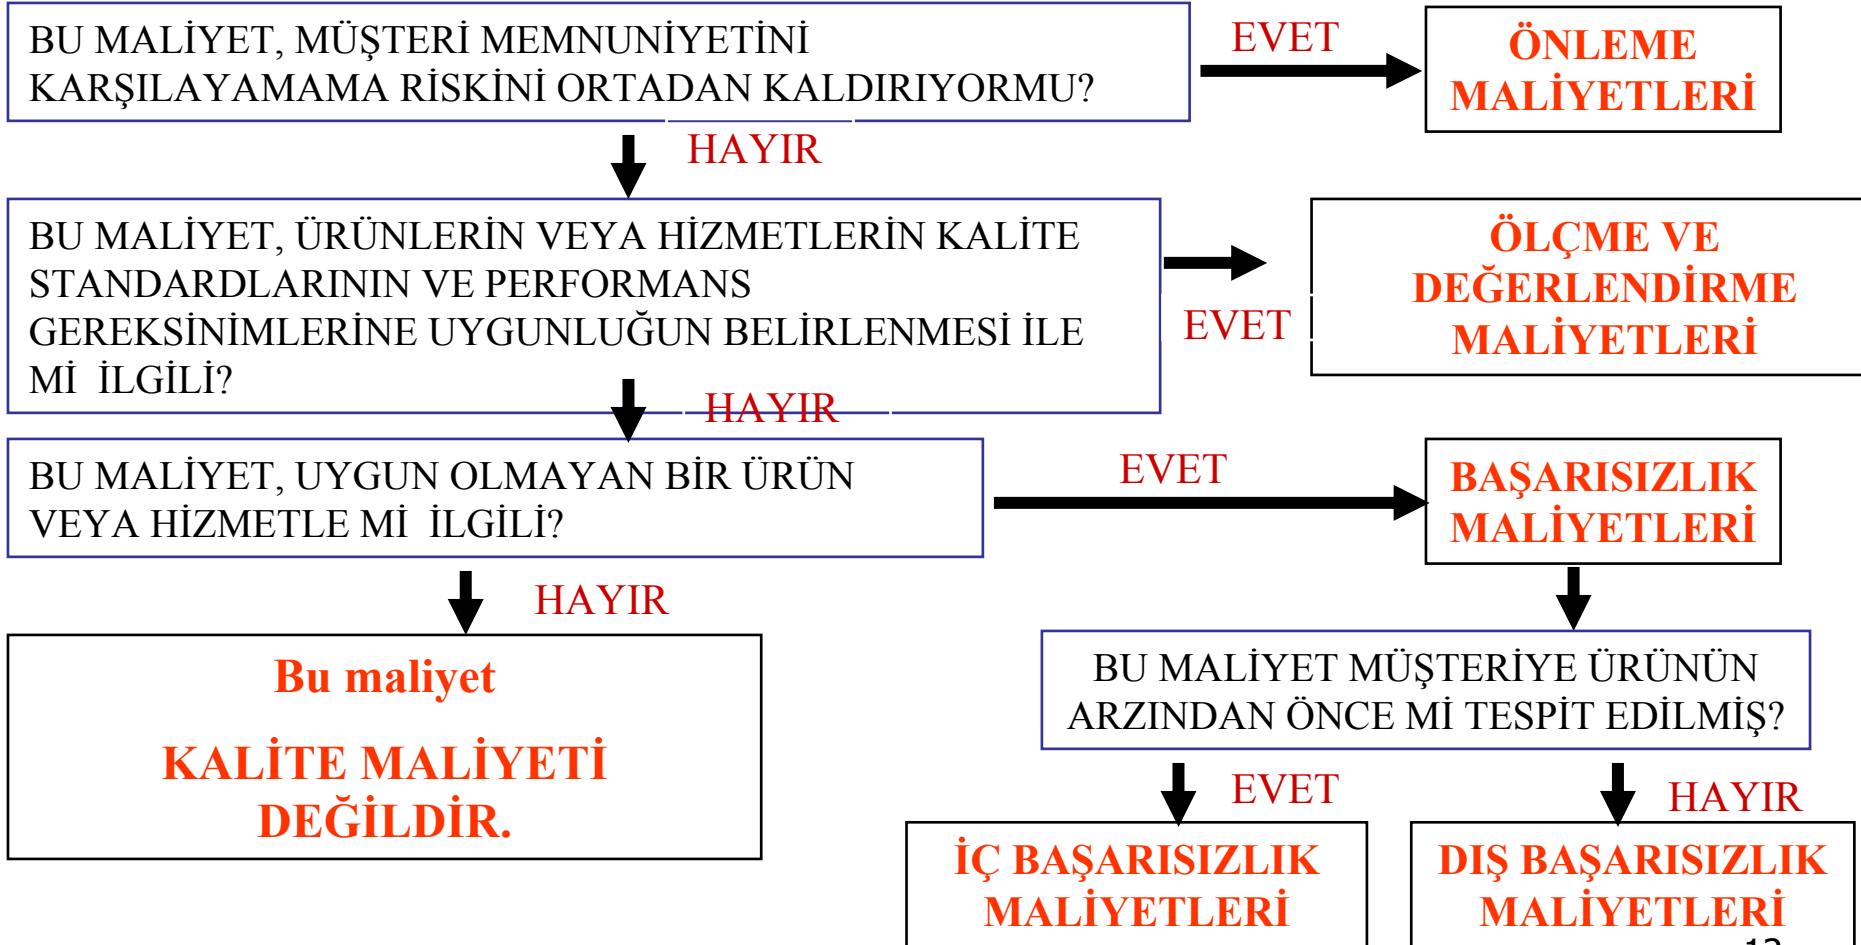 BU MALİYET, MÜŞTERİ MEMNUNİYETİNİ
KARŞILAYAMAMA RİSKİNİ ORTADAN KALDIRIYORMU?
EVET
ÖNLEME
MALİYETLERİ
HAYIR
BU MALİYET, ÜRÜNLERİN VEYA HİZMETLERİN KALİTE
STANDARDLARININ VE PERFORMANS
GEREKSİNİMLERİNE UYGUNLUĞUN BELİRLENMESİ İLE
Mİ İLGİLİ?
EVET
ÖLÇME VE
DEĞERLENDİRME
MALİYETLERİ
HAYIR
BU MALİYET, UYGUN OLMAYAN BİR ÜRÜN
VEYA HİZMETLE Mİ İLGİLİ?
EVET
BAŞARISIZLIK
MALİYETLERİ
HAYIR
Bu maliyet
KALİTE MALİYETİ
DEĞİLDİR.
BU MALİYET MÜŞTERİYE ÜRÜNÜN
ARZINDAN ÖNCE Mİ TESPİT EDİLMİŞ?
EVET
HAYIR
İÇ BAŞARISIZLIK
MALİYETLERİ
DIŞ BAŞARISIZLIK
MALİYETLERİ